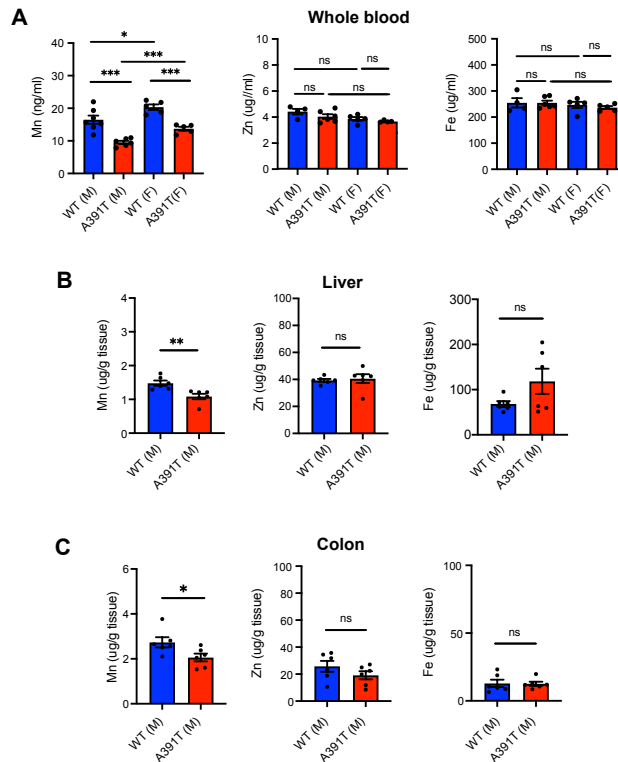 A
Whole blood
Mn (ng/ml)
40
30
20
10
0
*
***
***
***
WT (M)
A391T (M)
WT (F)
A391T(F)
Zn (ug//ml)
10
8
6
4
2
0
ns
ns
ns
ns
WT (M)
A391T (M)
WT (F)
A391T(F)
Fe (ug/ml)
500
400
300
200
100
0
ns
ns
ns
ns
WT (M)
A391T (M)
WT (F)
A391T(F)
B
Liver
Mn (ug/g tissue)
4
3
2
1
0
**
WT (M)
A391T (M)
Zn (ug/g tissue)
100
80
60
40
20
0
ns
WT (M)
A391T (M)
Fe (ug/g tissue)
300
200
100
0
ns
WT (M)
A391T (M)
C
Colon
Mn (ug/g tissue)
6
4
2
0
*
WT (M)
A391T (M)
Zn (ug/g tissue)
100
80
60
40
20
0
ns
WT (M)
A391T (M)
Fe (ug/g tissue)
100
50
0
ns
WT (M)
A391T (M)